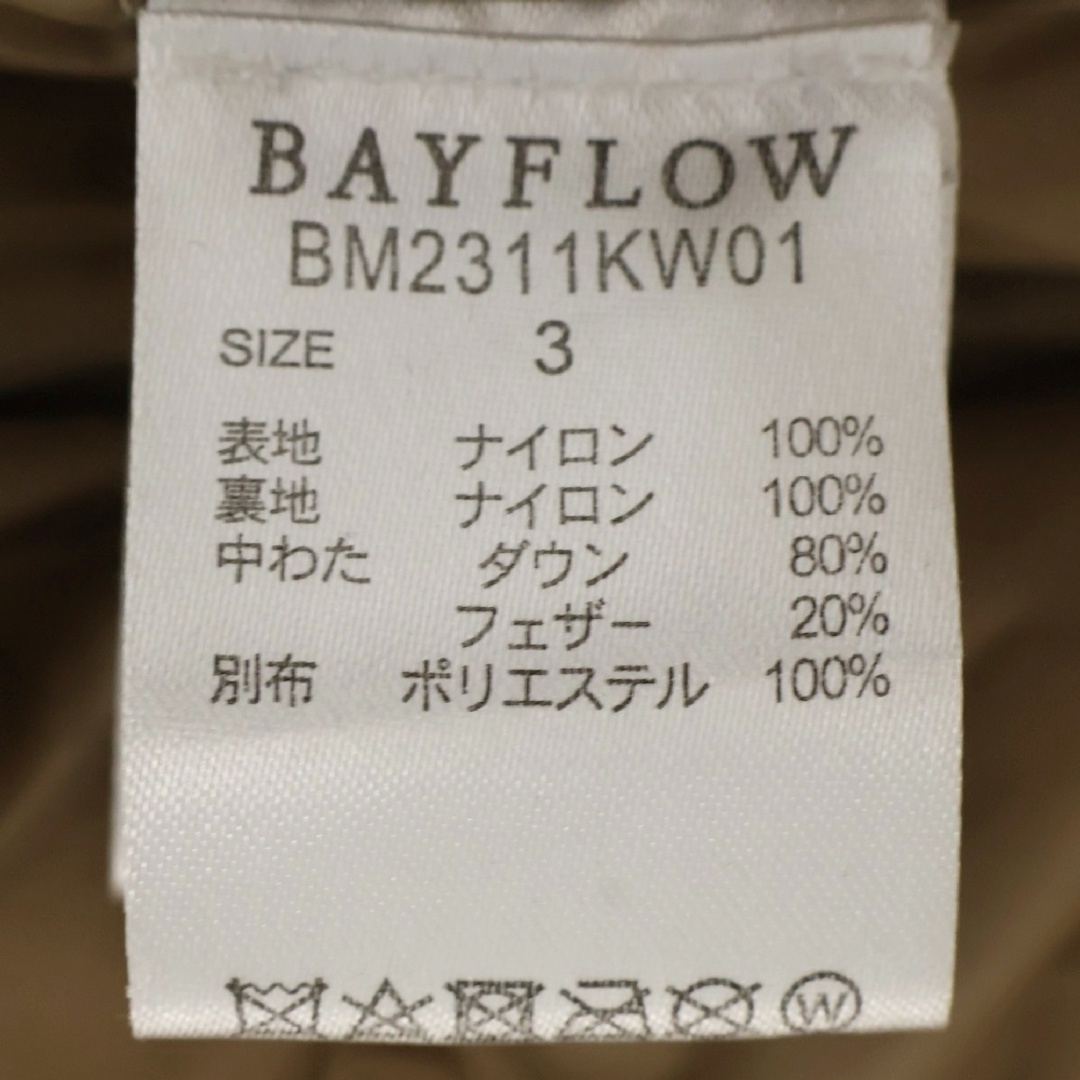 BAYFLOW
BM2311KW01
SIZE 3
表地 ナイロン 100%
裏地 ナイロン 100%
中わた ダウン 80%
フェザー 20%
別布 ポリエステル 100%
W